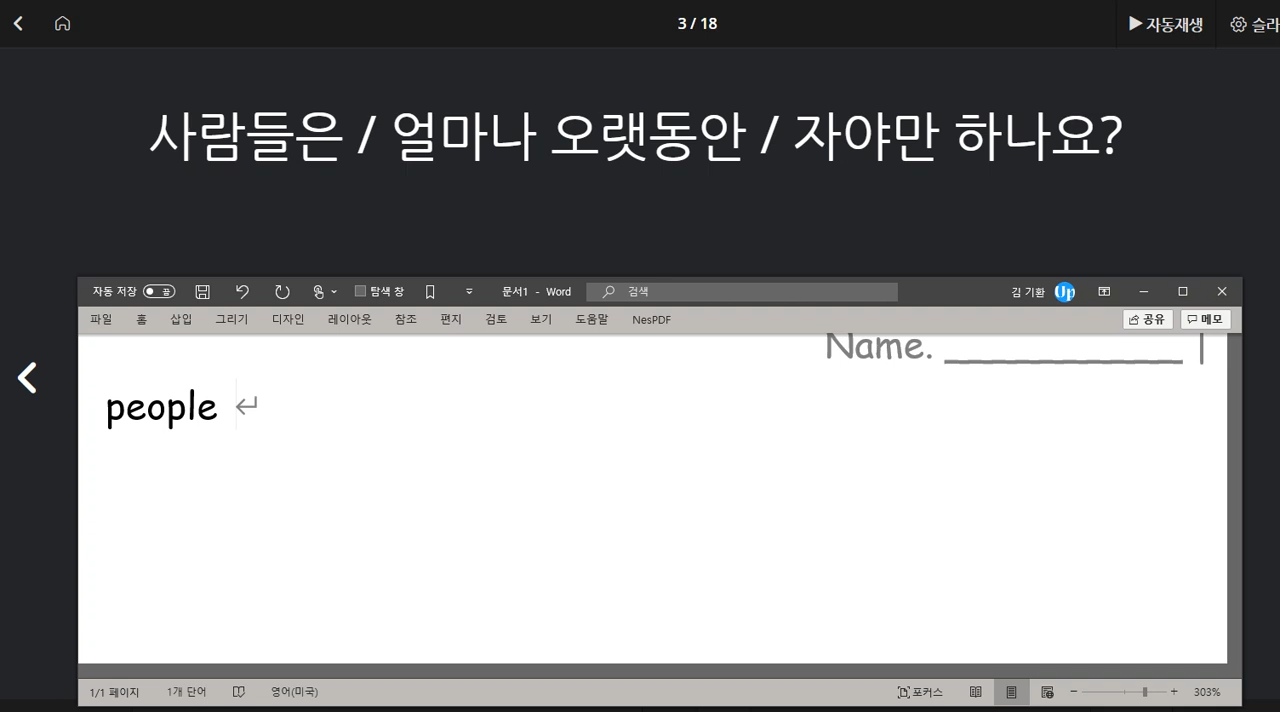 3 / 18
자동재생
슬라
사람들은 / 얼마나 오랫동안 / 자야만 하나요?
자동 저장 끔 탐색 창 문서1 - Word 검색 김 기환 Up
파일 홈 삽입 그리기 디자인 레이아웃 참조 편지 검토 보기 도움말 NesPDF 공유 메모
Name. ____________
people
1/1 페이지 1개 단어 영어(미국) 포커스 - + 303%